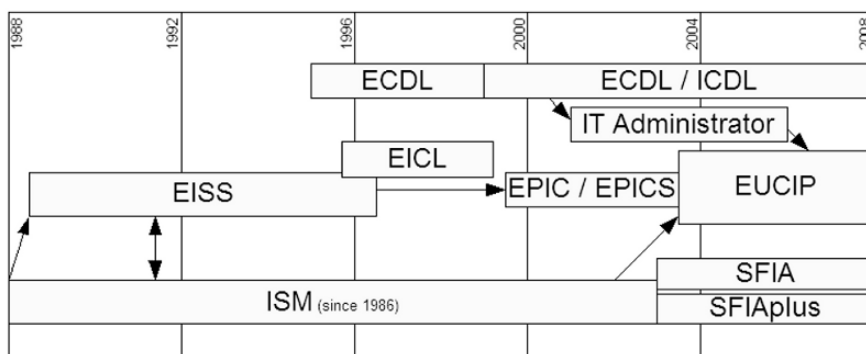 1988
1992
1996
2000
2004
2008
ECDL
ECDL / ICDL
IT Administrator
EICL
EISS
EPIC / EPICS
EUCIP
SFIA
ISM (since 1986)
SFIAplus